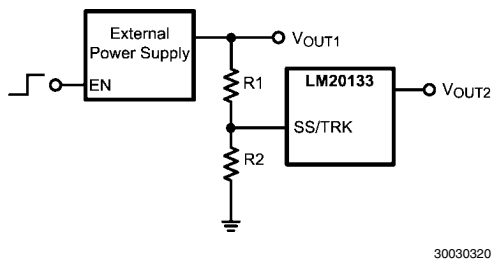 External
Power Supply
EN
VOUT1
R1
LM20133
SS/TRK
VOUT2
R2
30030320